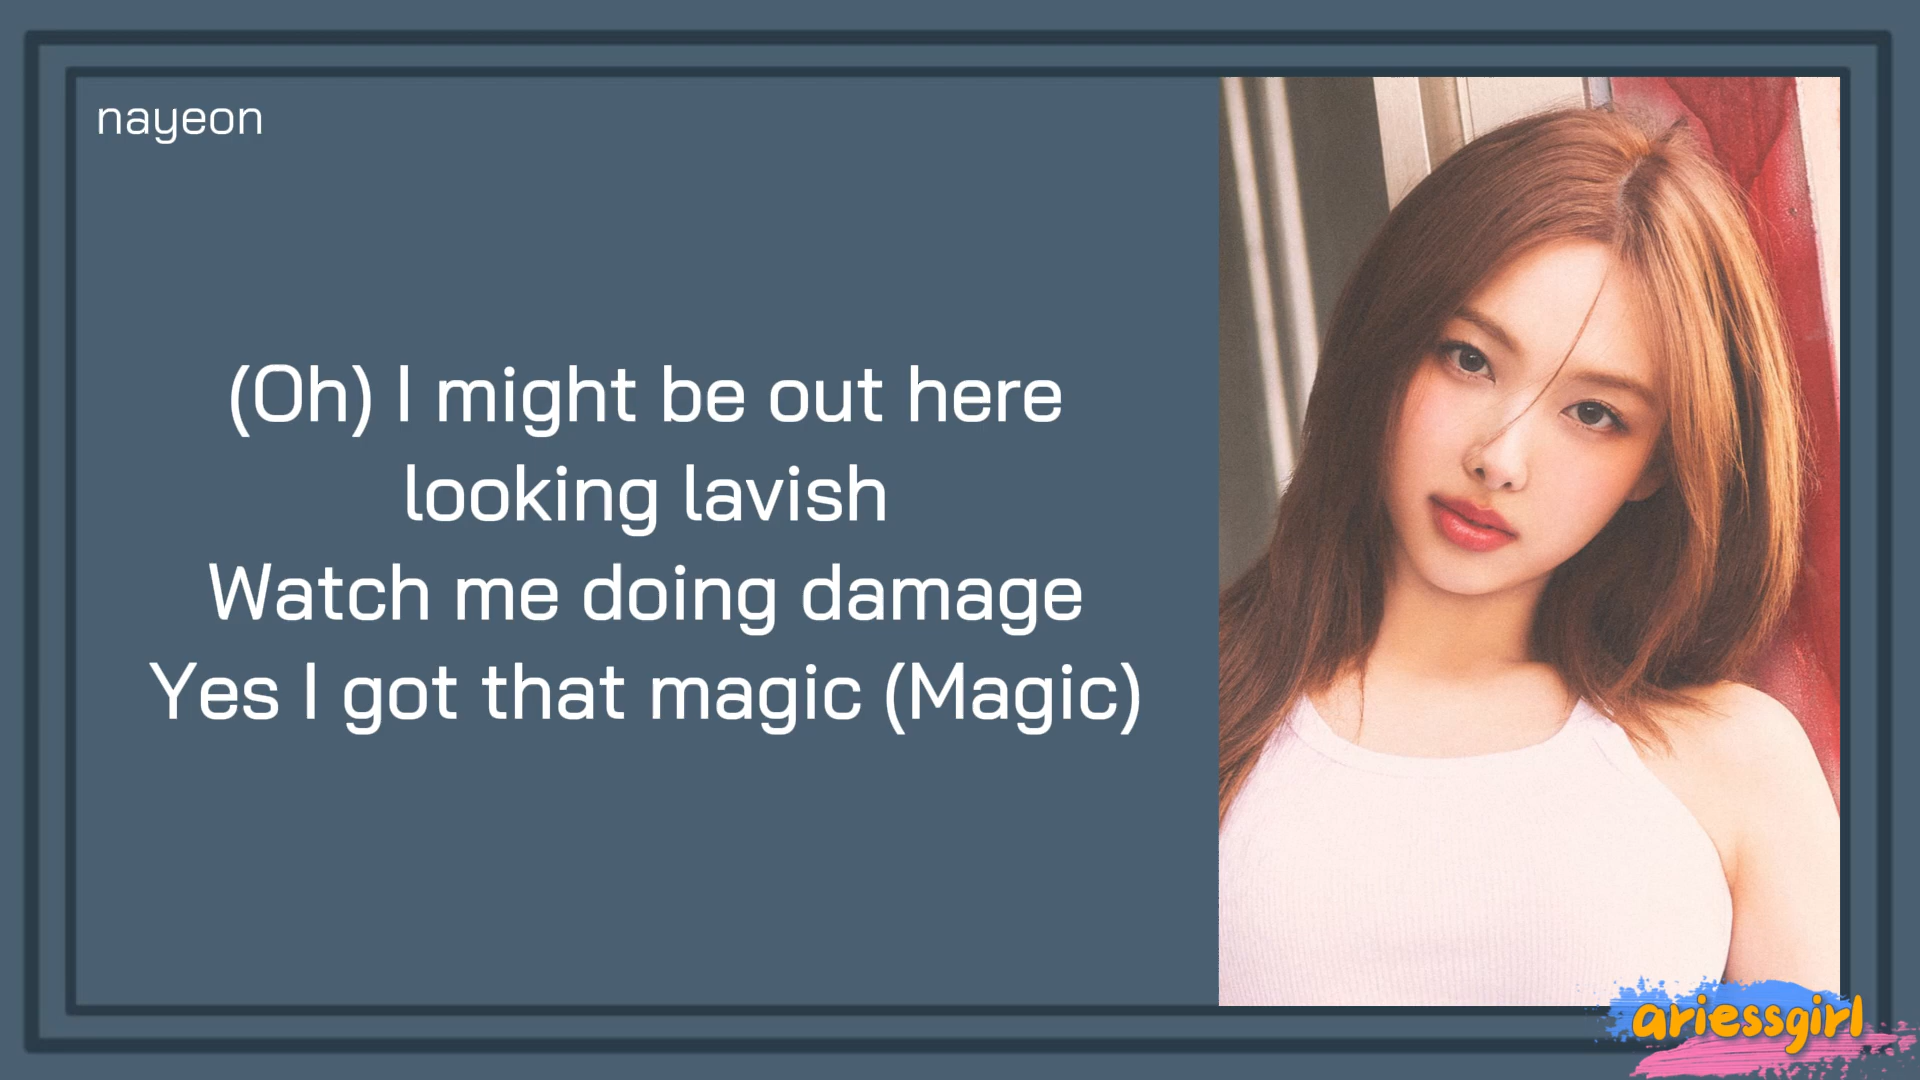 nayeon
(Oh) I might be out here
looking lavish
Watch me doing damage
Yes I got that magic (Magic)
ariessgirl